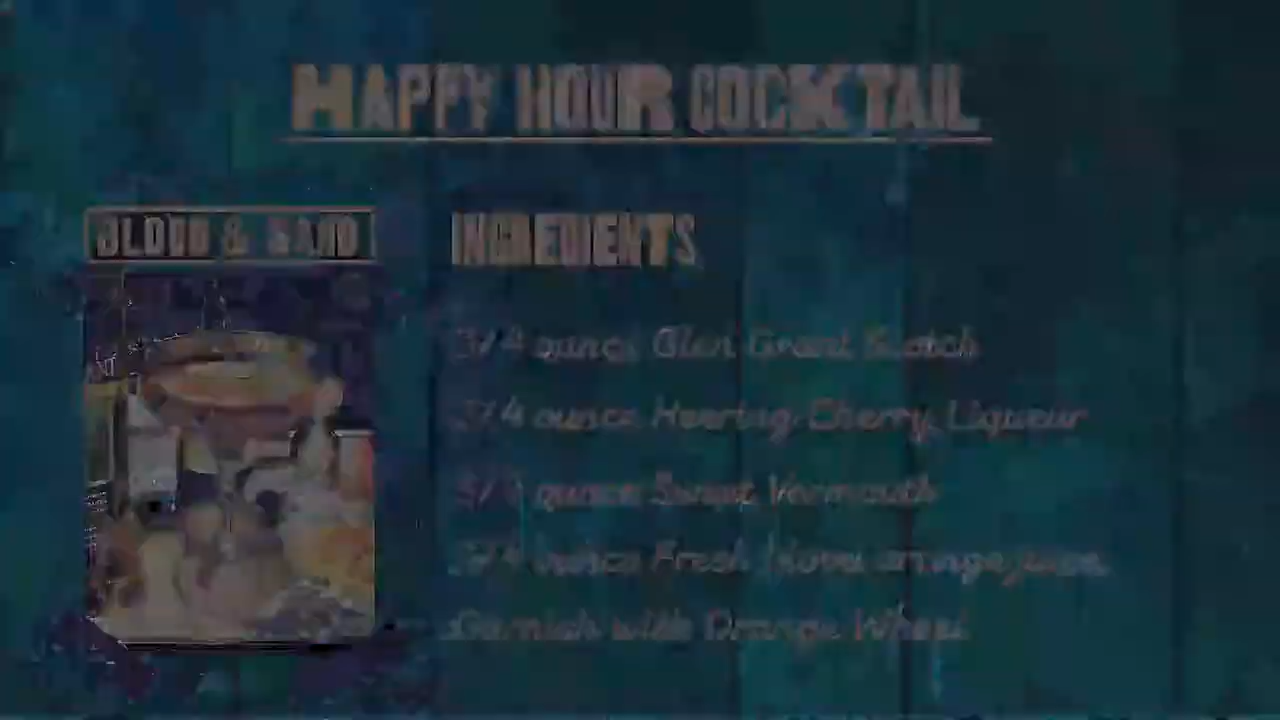 HAPPY HOUR COCKTAIL
BLOOD & SAND
INGREDIENTS
3/4 ounce Glen Grant Scotch
3/4 ounce Heering Cherry Liqueur
3/4 ounce Sweet Vermouth
3/4 ounce Fresh orange juice
Garnish with Orange Wheel